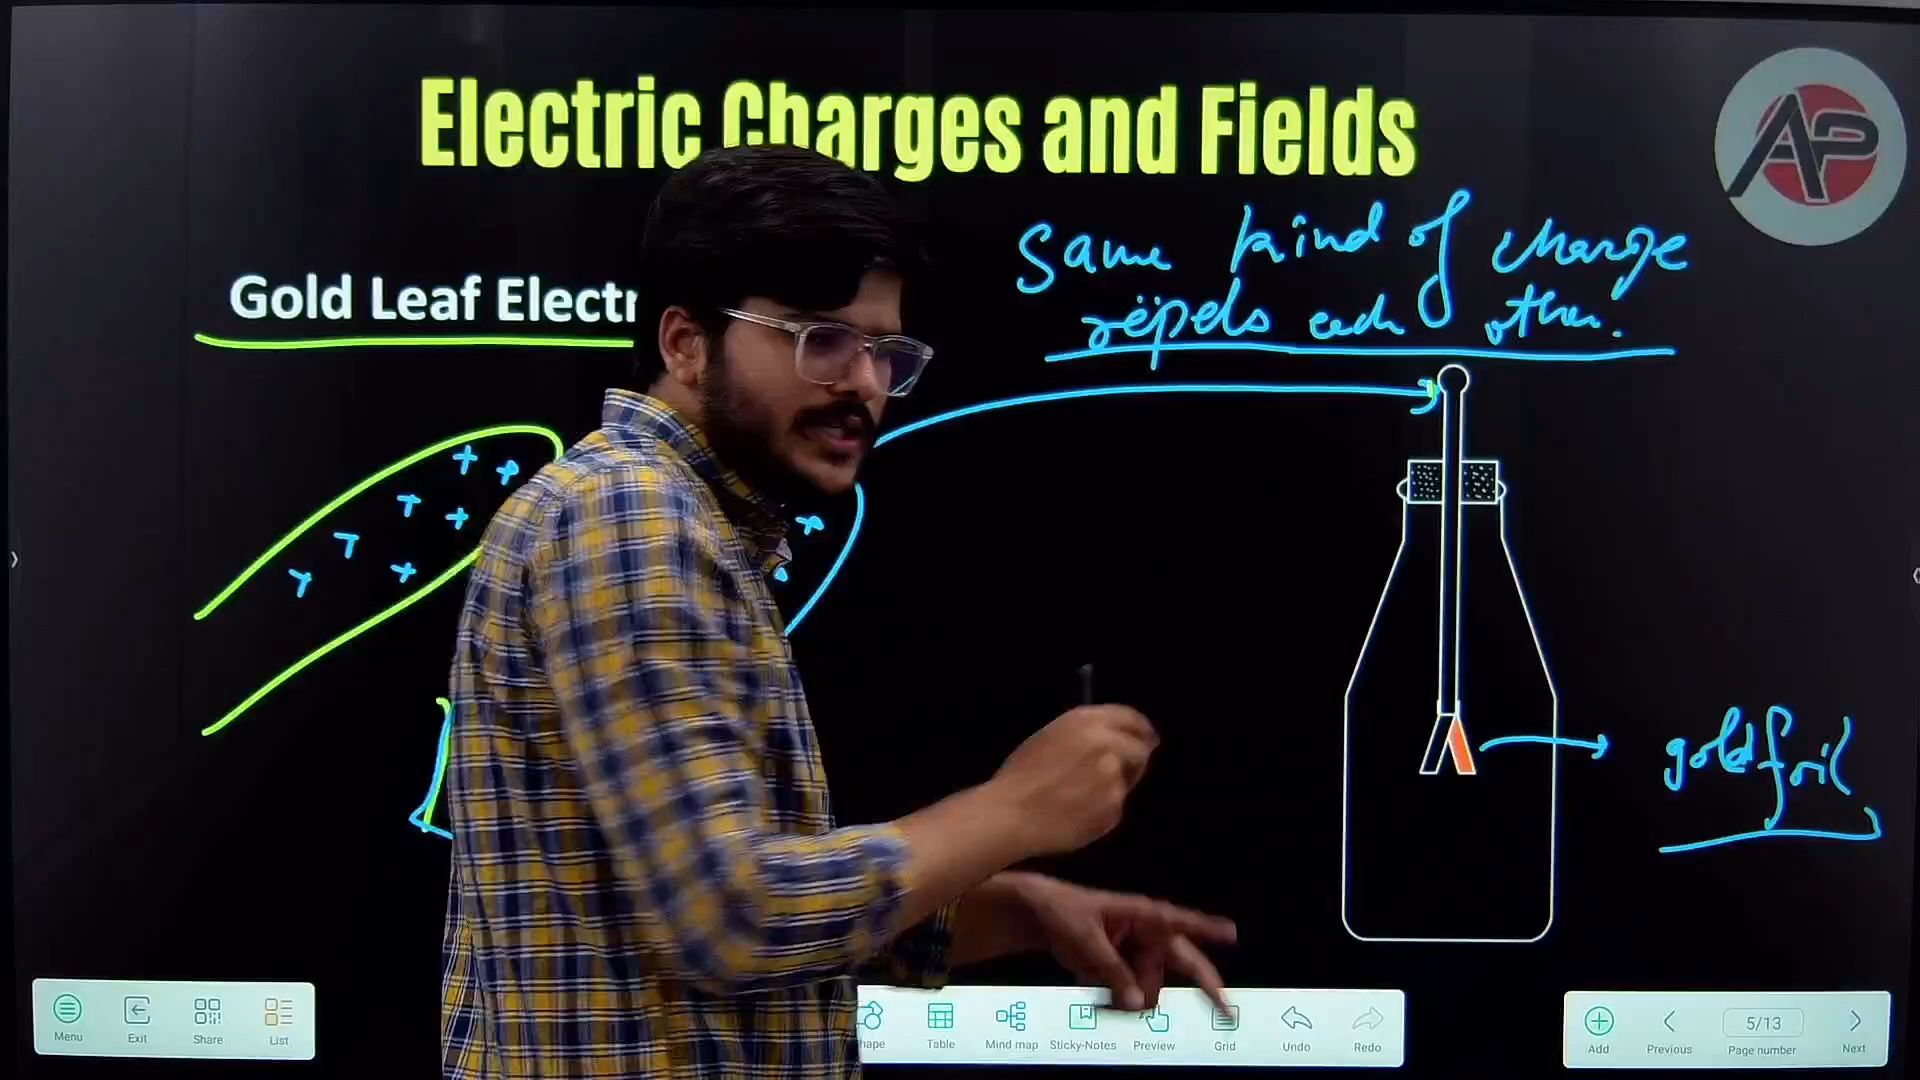 Electric Charges and Fields
AP
Gold Leaf Electr
Same kind of charge
repels each other.
+ + + + + + + + +
gold foil
Menu Exit Share List
hape Table Mind map Sticky-Notes Preview Grid Undo Redo
Add Previous 5/13 Page number Next